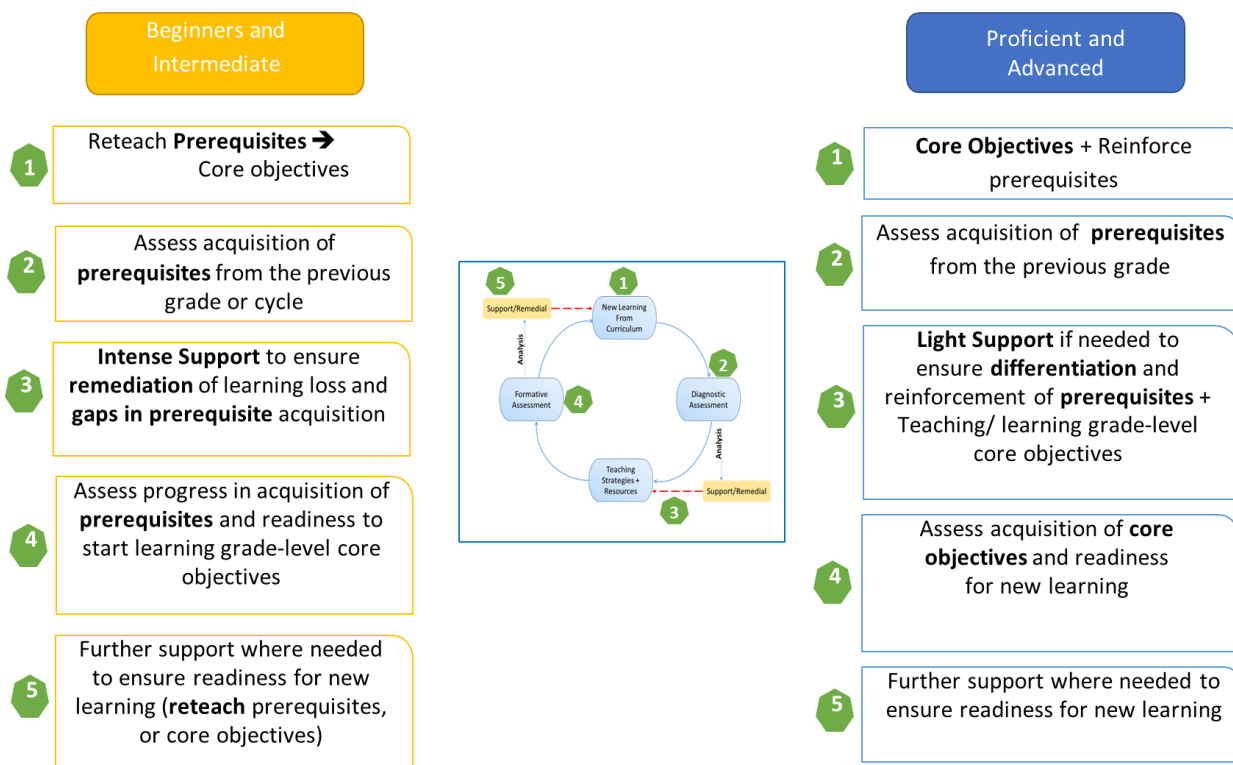 Beginners and
Intermediate
1
Reteach Prerequisites ➔
Core objectives
2
Assess acquisition of
prerequisites from the previous
grade or cycle
3
Intense Support to ensure
remediation of learning loss and
gaps in prerequisite acquisition
4
Assess progress in acquisition of
prerequisites and readiness to
start learning grade-level core
objectives
5
Further support where needed
to ensure readiness for new
learning (reteach prerequisites,
or core objectives)
5
1
Support/Remedial
New Learning
From
Curriculum
Analysis
2
Formative
Assessment
4
Diagnostic
Assessment
Analysis
Teaching
Strategies +
Resources
Support/Remedial
3
Proficient and
Advanced
1
Core Objectives + Reinforce
prerequisites
2
Assess acquisition of prerequisites
from the previous grade
3
Light Support if needed to
ensure differentiation and
reinforcement of prerequisites +
Teaching/ learning grade-level
core objectives
4
Assess acquisition of core
objectives and readiness
for new learning
5
Further support where needed to
ensure readiness for new learning